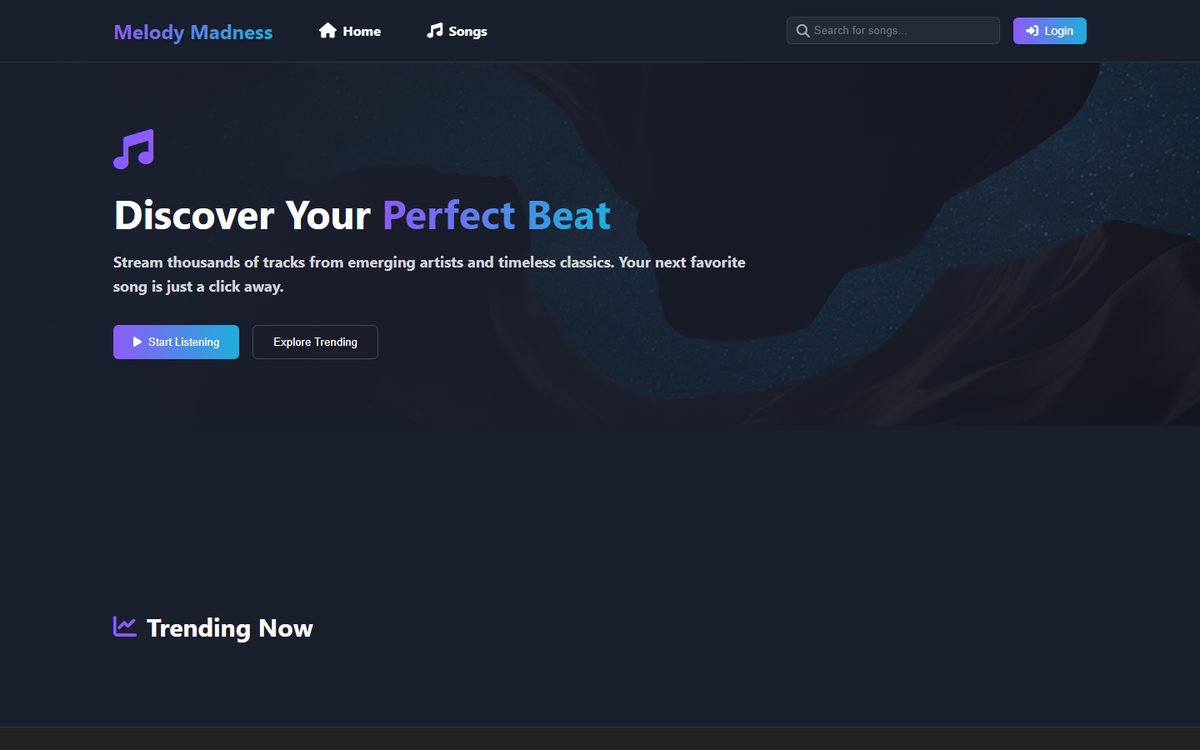 Melody Madness
Home
Songs
Search for songs...
Login
Discover Your Perfect Beat
Stream thousands of tracks from emerging artists and timeless classics. Your next favorite
song is just a click away.
Start Listening
Explore Trending
Trending Now